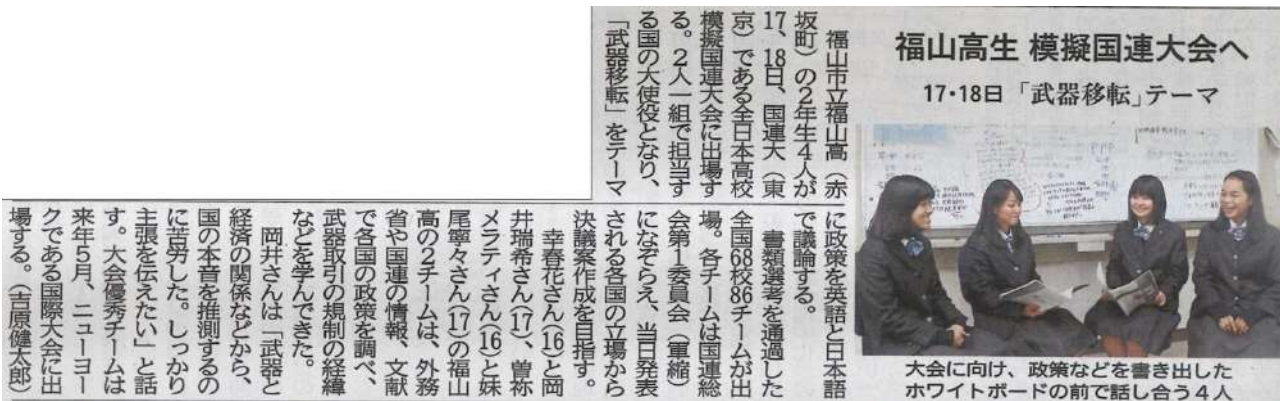 福山高生 模擬国連大会へ
17・18日 「武器移転」テーマ
福山市立福山高（赤
坂町）の２年生４人が
17、18日、国連大（東
京）である全日本高校
模擬国連大会に出場す
る。２人一組で担当す
る国の大使役となり、
「武器移転」をテーマ
に政策を英語と日本語
で議論する。
書類選考を通過した
全国68校86チームが出
場。各チームは国連総
会第１委員会（軍縮）
になぞらえ、当日発表
される各国の立場から
決議案作成を目指す。
幸春花さん(16)と岡
井瑞希さん(17)、曽祢
メラティさん(16)と妹
尾寧々さん(17)の福山
高の２チームは、外務
省や国連の情報、文献
で各国の政策を調べ、
武器取引の規制の経緯
などを学んできた。
岡井さんは「武器と
経済の関係などから、
国の本音を推測するの
に苦労した。しっかり
主張を伝えたい」と話
す。大会優秀チームは
来年５月、ニューヨー
クである国際大会に出
場する。（吉原健太郎）
大会に向け、政策などを書き出した
ホワイトボードの前で話し合う４人